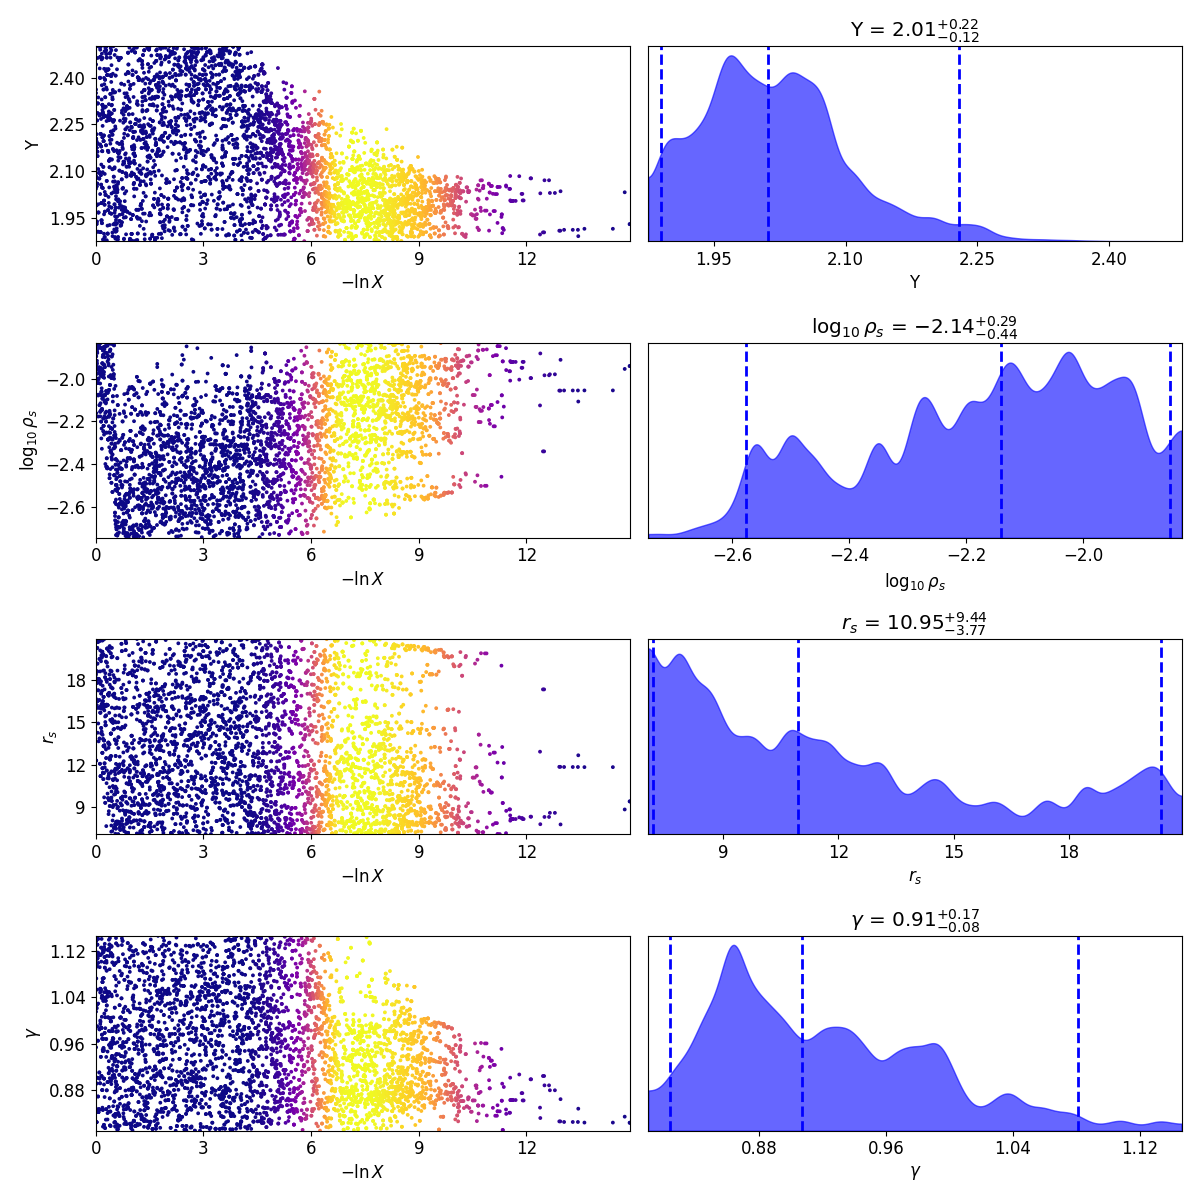 Y = 2.01^{+0.22}_{−0.12}
2.40
2.25
2.10
1.95
Y
0 3 6 9 12
−ln X
1.95 2.10 2.25 2.40
Y
log₁₀ ρₛ = −2.14^{+0.29}_{−0.44}
−2.0
−2.2
−2.4
−2.6
log₁₀ ρₛ
0 3 6 9 12
−ln X
−2.6 −2.4 −2.2 −2.0
log₁₀ ρₛ
rₛ = 10.95^{+9.44}_{−3.77}
18
15
12
9
rₛ
0 3 6 9 12
−ln X
9 12 15 18
rₛ
γ = 0.91^{+0.17}_{−0.08}
1.12
1.04
0.96
0.88
γ
0 3 6 9 12
−ln X
0.88 0.96 1.04 1.12
γ